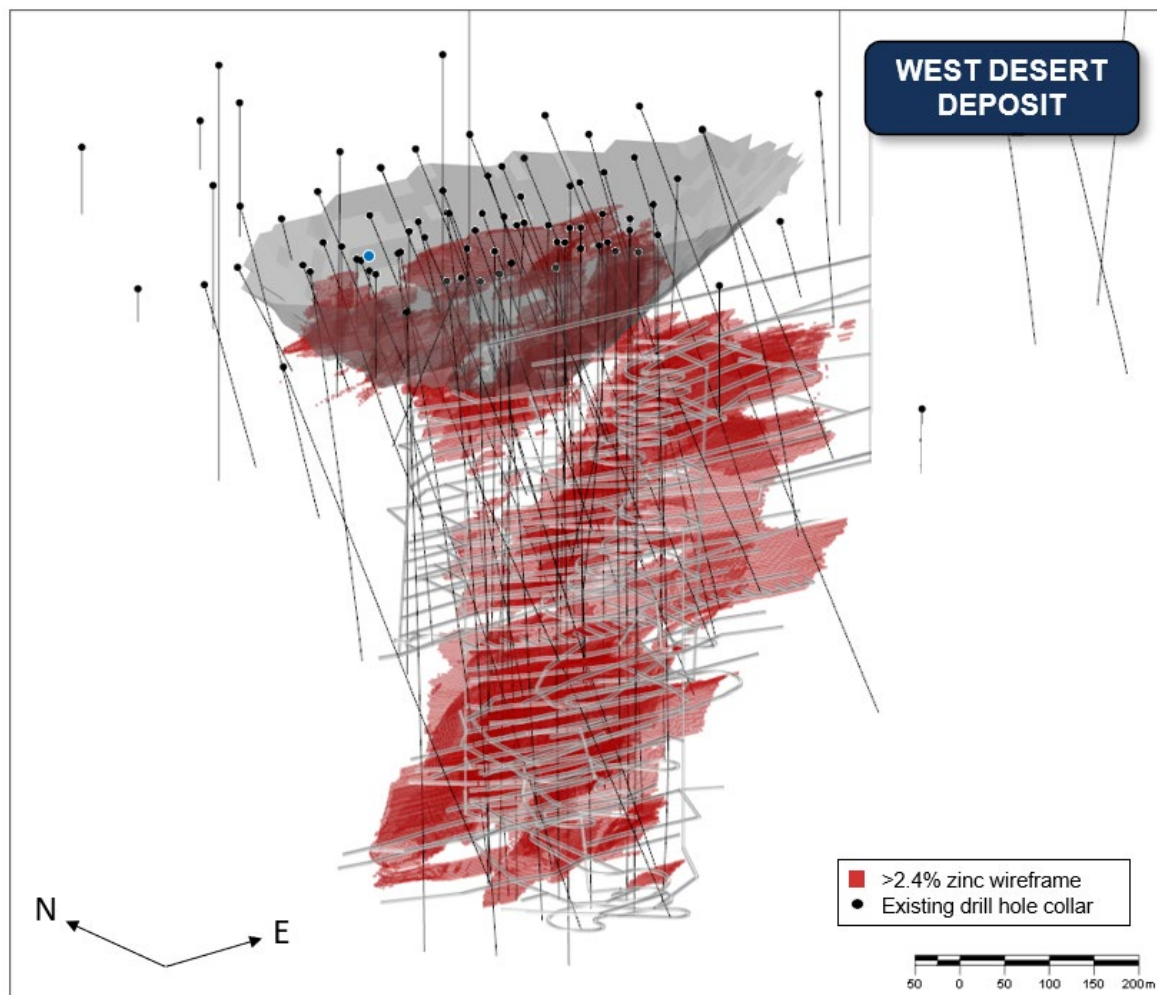 WEST DESERT
DEPOSIT
>2.4% zinc wireframe
Existing drill hole collar
N
E
50 0 50 100 150 200m